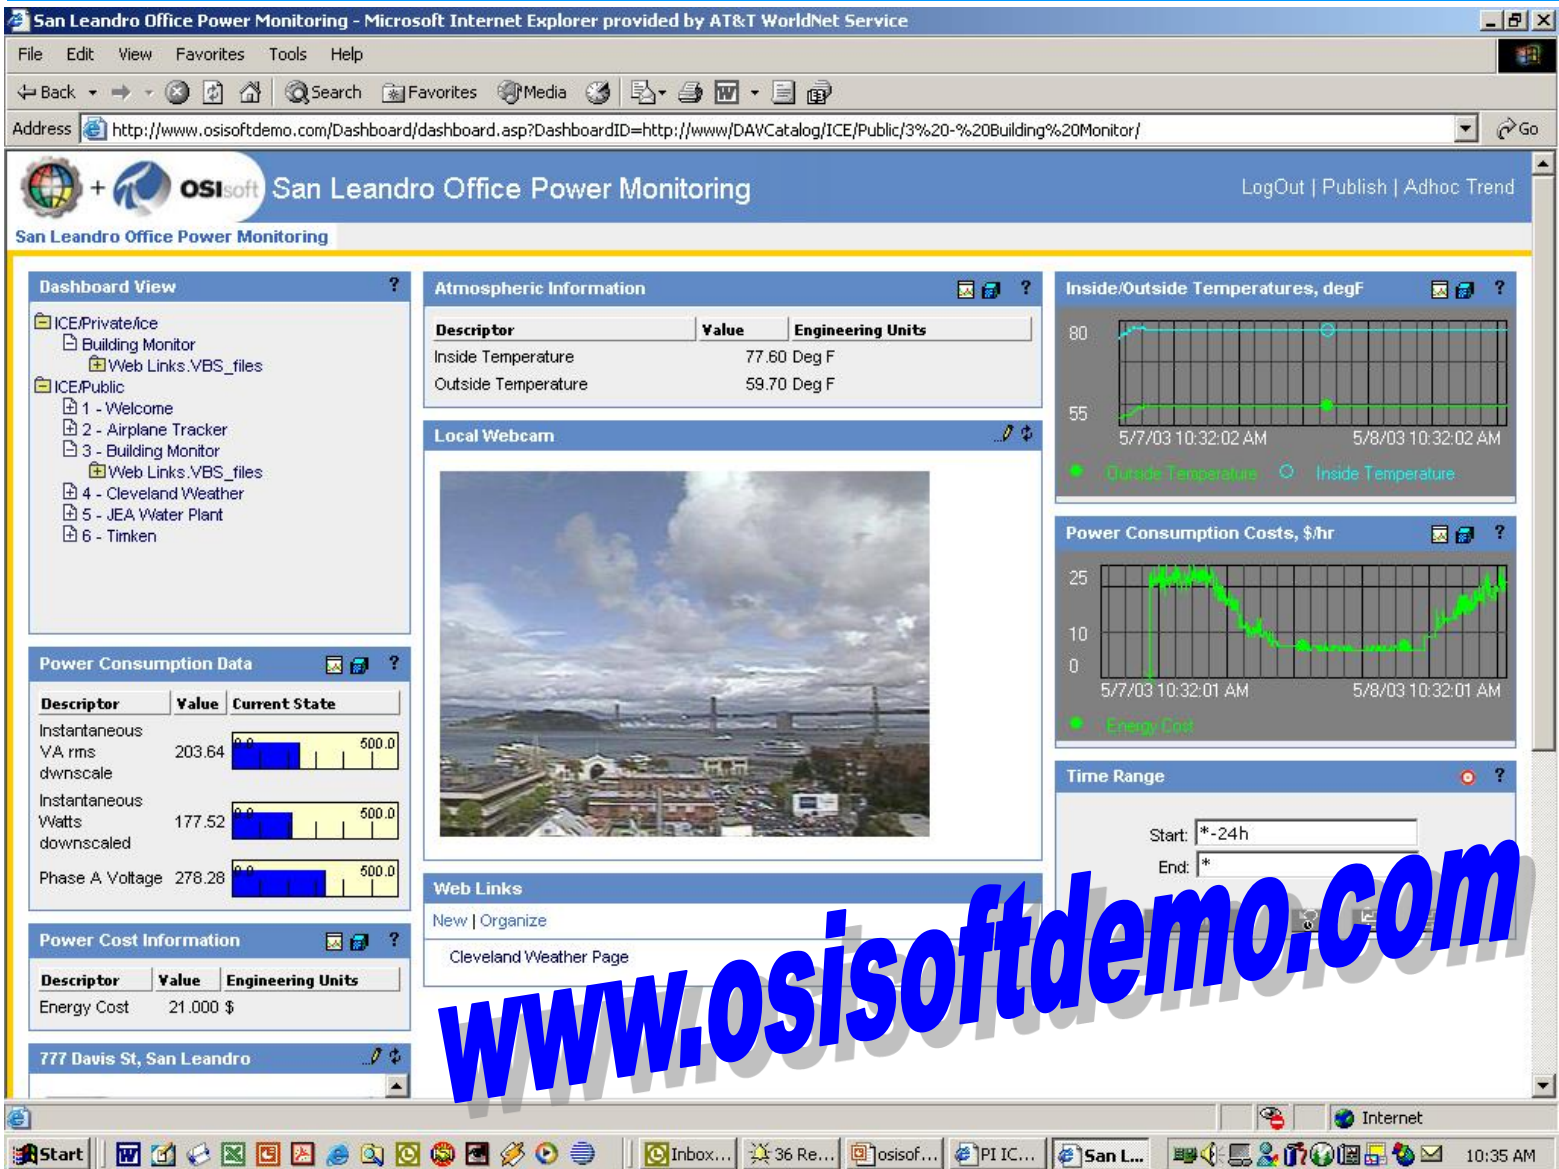 San Leandro Office Power Monitoring - Microsoft Internet Explorer provided by AT&T WorldNet Service
File Edit View Favorites Tools Help
Back Search Favorites Media
Address http://www.osisoftdemo.com/Dashboard/dashboard.asp?DashboardID=http://www/DAVCatalog/ICE/Public/3%20-%20Building%20Monitor/ Go
+ OSIsoft San Leandro Office Power Monitoring LogOut | Publish | Adhoc Trend
San Leandro Office Power Monitoring
Dashboard View ?
ICE/Private/ice
Building Monitor
Web Links.VBS_files
ICE/Public
1 - Welcome
2 - Airplane Tracker
3 - Building Monitor
Web Links.VBS_files
4 - Cleveland Weather
5 - JEA Water Plant
6 - Timken
Power Consumption Data ?
Descriptor Value Current State
Instantaneous VA rms dwnscale 203.64 0.0 500.0
Instantaneous Watts downscaled 177.52 0.0 500.0
Phase A Voltage 278.28 0.0 500.0
Power Cost Information ?
Descriptor Value Engineering Units
Energy Cost 21.000 $
777 Davis St, San Leandro ...
Atmospheric Information ?
Descriptor Value Engineering Units
Inside Temperature 77.60 Deg F
Outside Temperature 59.70 Deg F
Local Webcam ...
Web Links
New | Organize
Cleveland Weather Page
Inside/Outside Temperatures, degF ?
80
55
5/7/03 10:32:02 AM 5/8/03 10:32:02 AM
Outside Temperature Inside Temperature
Power Consumption Costs, $/hr ?
25
10
0
5/7/03 10:32:01 AM 5/8/03 10:32:01 AM
Energy Cost
Time Range ?
Start: *-24h
End: *
www.osisoftdemo.com
Internet
Start Inbox... 36 Re... osisof... PI IC... San L... 10:35 AM